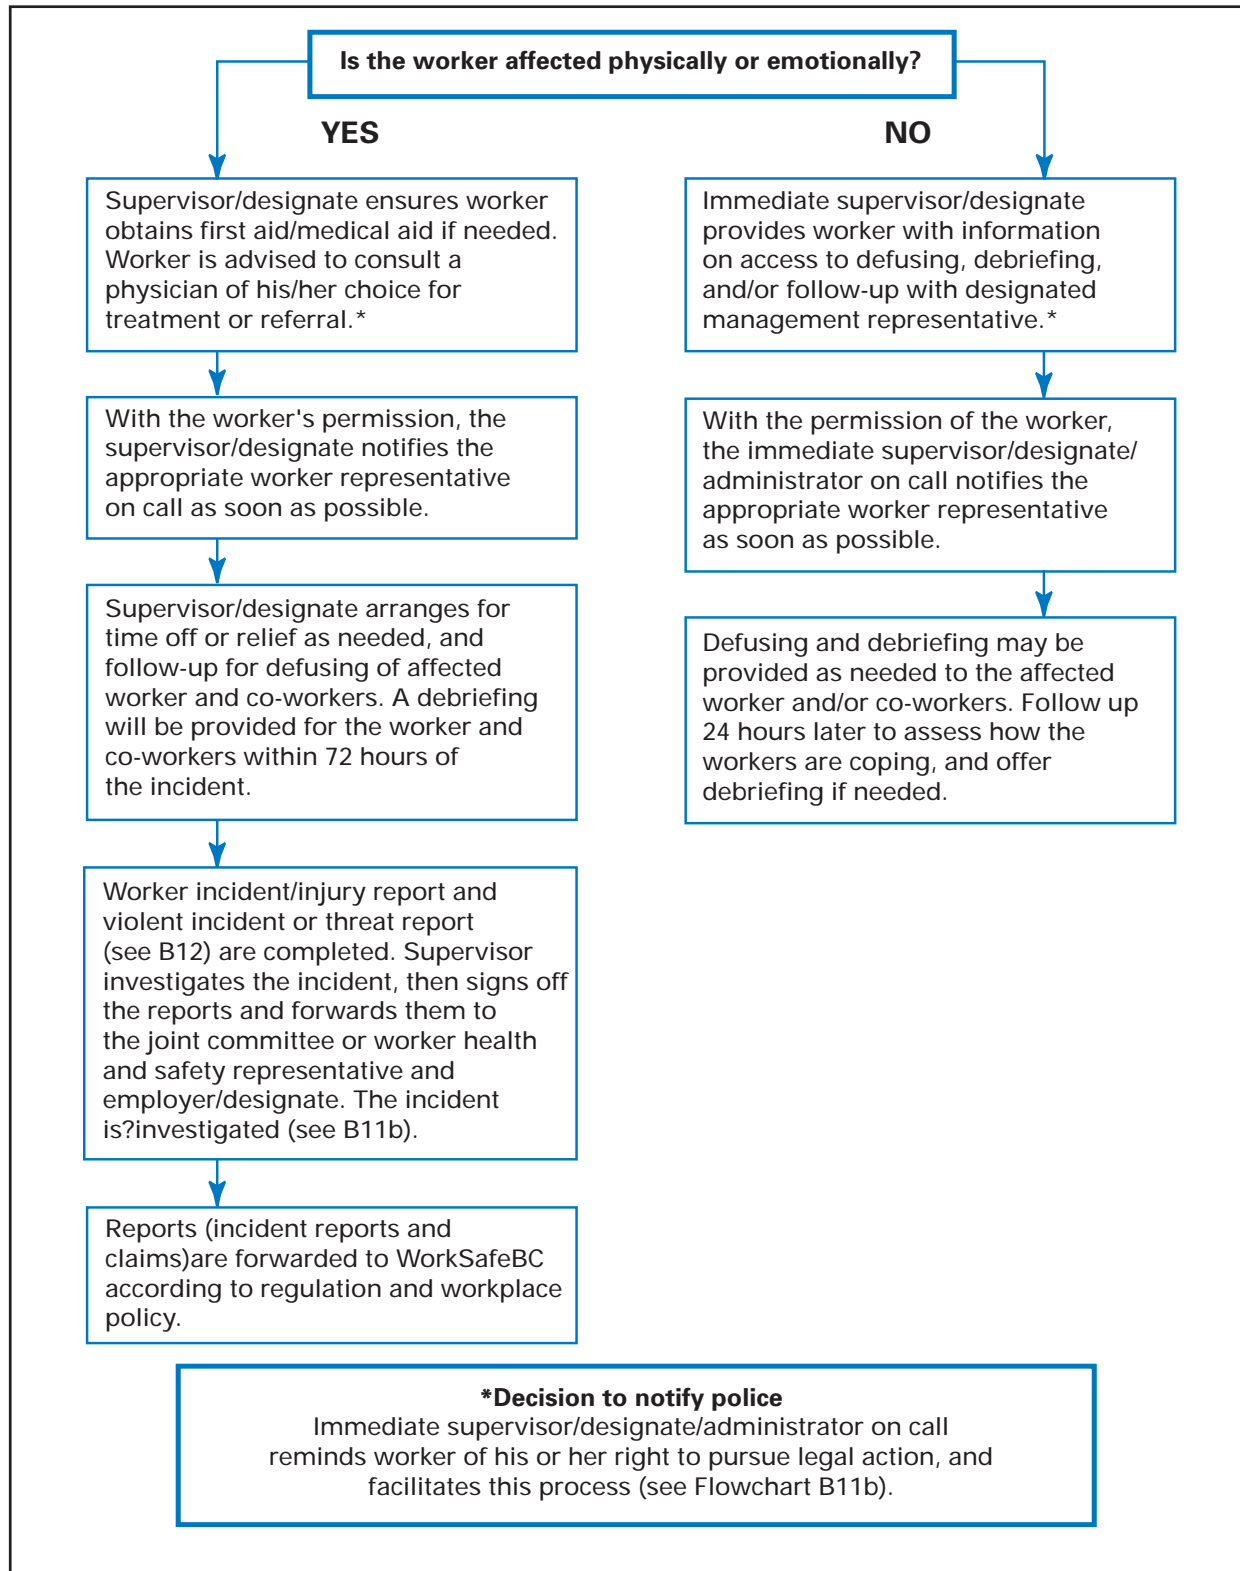 Is the worker affected physically or emotionally?
YES
Supervisor/designate ensures worker
obtains first aid/medical aid if needed.
Worker is advised to consult a
physician of his/her choice for
treatment or referral.*
With the worker's permission, the
supervisor/designate notifies the
appropriate worker representative
on call as soon as possible.
Supervisor/designate arranges for
time off or relief as needed, and
follow-up for defusing of affected
worker and co-workers. A debriefing
will be provided for the worker and
co-workers within 72 hours of
the incident.
Worker incident/injury report and
violent incident or threat report
(see B12) are completed. Supervisor
investigates the incident, then signs off
the reports and forwards them to
the joint committee or worker health
and safety representative and
employer/designate. The incident
is?investigated (see B11b).
Reports (incident reports and
claims)are forwarded to WorkSafeBC
according to regulation and workplace
policy.
NO
Immediate supervisor/designate
provides worker with information
on access to defusing, debriefing,
and/or follow-up with designated
management representative.*
With the permission of the worker,
the immediate supervisor/designate/
administrator on call notifies the
appropriate worker representative
as soon as possible.
Defusing and debriefing may be
provided as needed to the affected
worker and/or co-workers. Follow up
24 hours later to assess how the
workers are coping, and offer
debriefing if needed.
*Decision to notify police
Immediate supervisor/designate/administrator on call
reminds worker of his or her right to pursue legal action, and
facilitates this process (see Flowchart B11b).